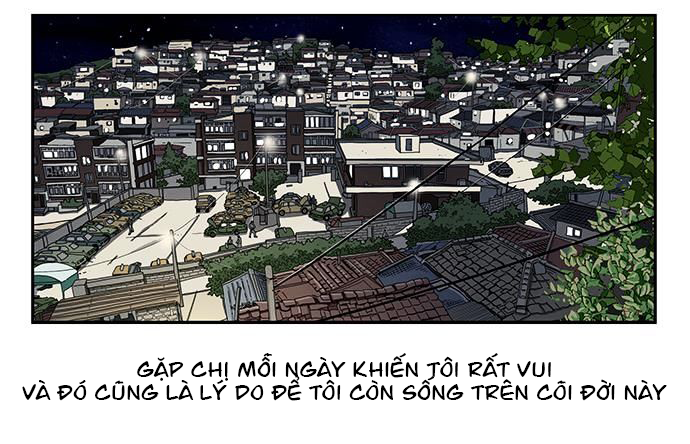 GẶP CHỊ MỖI NGÀY KHIẾN TÔI RẤT VUI
VÀ ĐÓ CŨNG LÀ LÝ DO ĐỂ TÔI CÒN SỐNG TRÊN CÕI ĐỜI NÀY